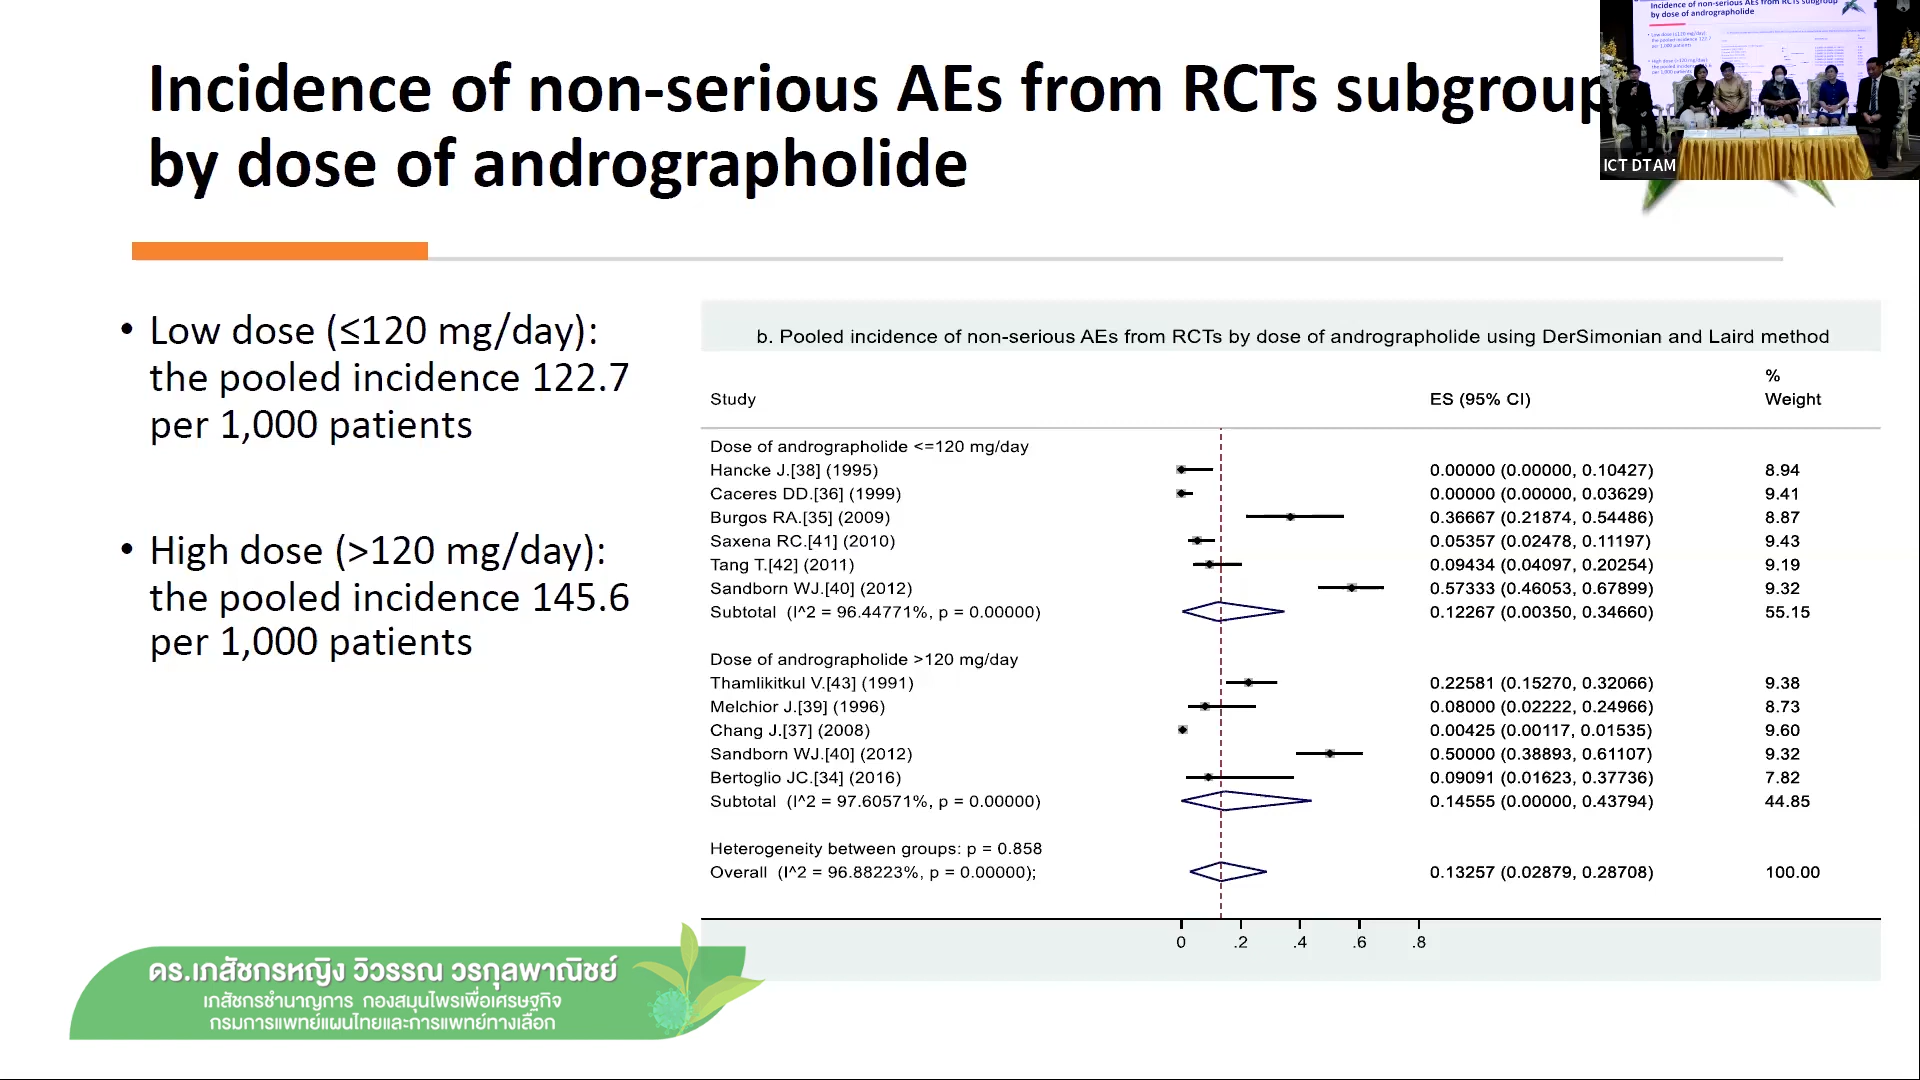 Incidence of non-serious AEs from RCTs subgroup
by dose of andrographolide
Incidence of non-serious AEs from RCTs subgroup
by dose of andrographolide
ICT DTAM
• Low dose (≤120 mg/day):
the pooled incidence 122.7
per 1,000 patients
• High dose (>120 mg/day):
the pooled incidence 145.6
per 1,000 patients
b. Pooled incidence of non-serious AEs from RCTs by dose of andrographolide using DerSimonian and Laird method
%
Study ES (95% CI) Weight
Dose of andrographolide <=120 mg/day
Hancke J.[38] (1995) 0.00000 (0.00000, 0.10427) 8.94
Caceres DD.[36] (1999) 0.00000 (0.00000, 0.03629) 9.41
Burgos RA.[35] (2009) 0.36667 (0.21874, 0.54486) 8.87
Saxena RC.[41] (2010) 0.05357 (0.02478, 0.11197) 9.43
Tang T.[42] (2011) 0.09434 (0.04097, 0.20254) 9.19
Sandborn WJ.[40] (2012) 0.57333 (0.46053, 0.67899) 9.32
Subtotal (I^2 = 96.44771%, p = 0.00000) 0.12267 (0.00350, 0.34660) 55.15
Dose of andrographolide >120 mg/day
Thamlikitkul V.[43] (1991) 0.22581 (0.15270, 0.32066) 9.38
Melchior J.[39] (1996) 0.08000 (0.02222, 0.24966) 8.73
Chang J.[37] (2008) 0.00425 (0.00117, 0.01535) 9.60
Sandborn WJ.[40] (2012) 0.50000 (0.38893, 0.61107) 9.32
Bertoglio JC.[34] (2016) 0.09091 (0.01623, 0.37736) 7.82
Subtotal (I^2 = 97.60571%, p = 0.00000) 0.14555 (0.00000, 0.43794) 44.85
Heterogeneity between groups: p = 0.858
Overall (I^2 = 96.88223%, p = 0.00000); 0.13257 (0.02879, 0.28708) 100.00
0 .2 .4 .6 .8
ดร.เภสัชกรหญิง วิวรรณ วรกุลพาณิชย์
เภสัชกรชำนาญการ กองสมุนไพรเพื่อเศรษฐกิจ
กรมการแพทย์แผนไทยและการแพทย์ทางเลือก